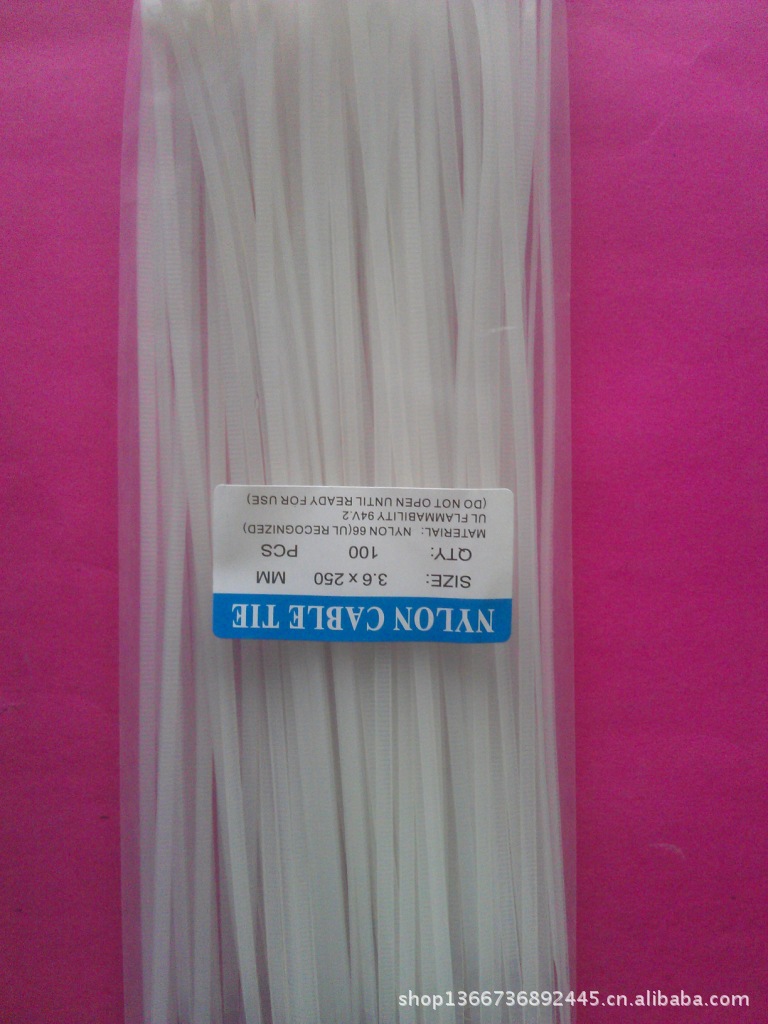 NYLON CABLE TIE
SIZE: 3.6 x 250 MM
QTY: 100 PCS
MATERIAL: NYLON 66(UL RECOGNIZED)
UL FLAMMABILITY 94V.2
(DO NOT OPEN UNTIL READY FOR USE)
shop1366736892445.cn.alibaba.com